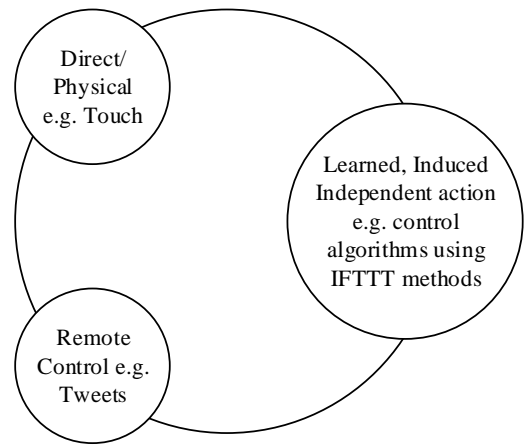 Direct/
Physical
e.g. Touch
Learned, Induced
Independent action
e.g. control
algorithms using
IFTTT methods
Remote
Control e.g.
Tweets